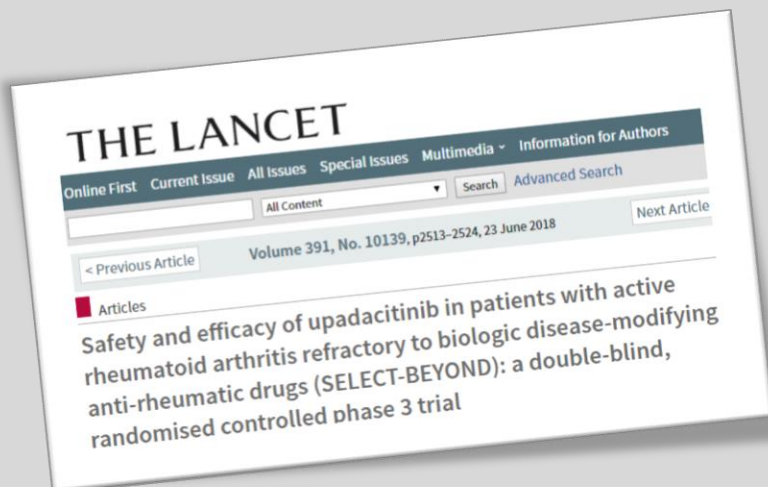 THE LANCET
Online First Current Issue All Issues Special Issues Multimedia Information for Authors
All Content Search Advanced Search
< Previous Article Volume 391, No. 10139, p2513–2524, 23 June 2018 Next Article
Articles
Safety and efficacy of upadacitinib in patients with active
rheumatoid arthritis refractory to biologic disease-modifying
anti-rheumatic drugs (SELECT-BEYOND): a double-blind,
randomised controlled phase 3 trial